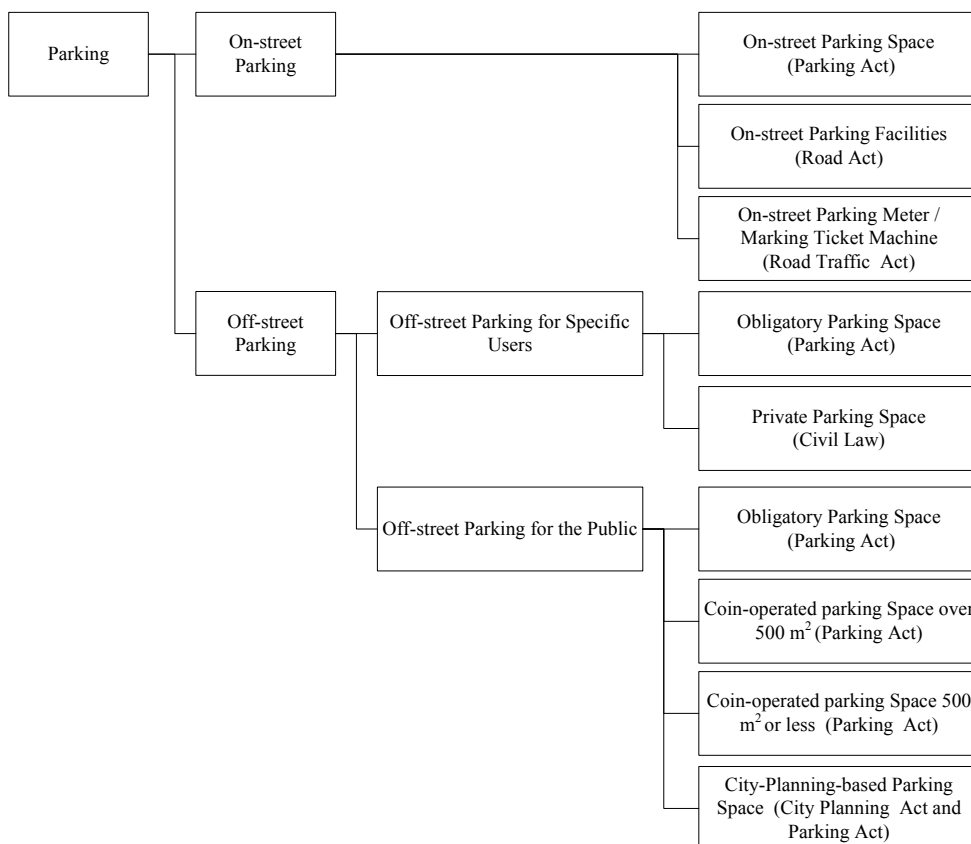 Parking
On-street
Parking
On-street Parking Space
(Parking Act)
On-street Parking Facilities
(Road Act)
On-street Parking Meter /
Marking Ticket Machine
(Road Traffic Act)
Off-street
Parking
Off-street Parking for Specific
Users
Obligatory Parking Space
(Parking Act)
Private Parking Space
(Civil Law)
Off-street Parking for the Public
Obligatory Parking Space
(Parking Act)
Coin-operated parking Space over
500 m² (Parking Act)
Coin-operated parking Space 500
m² or less (Parking Act)
City-Planning-based Parking
Space (City Planning Act and
Parking Act)